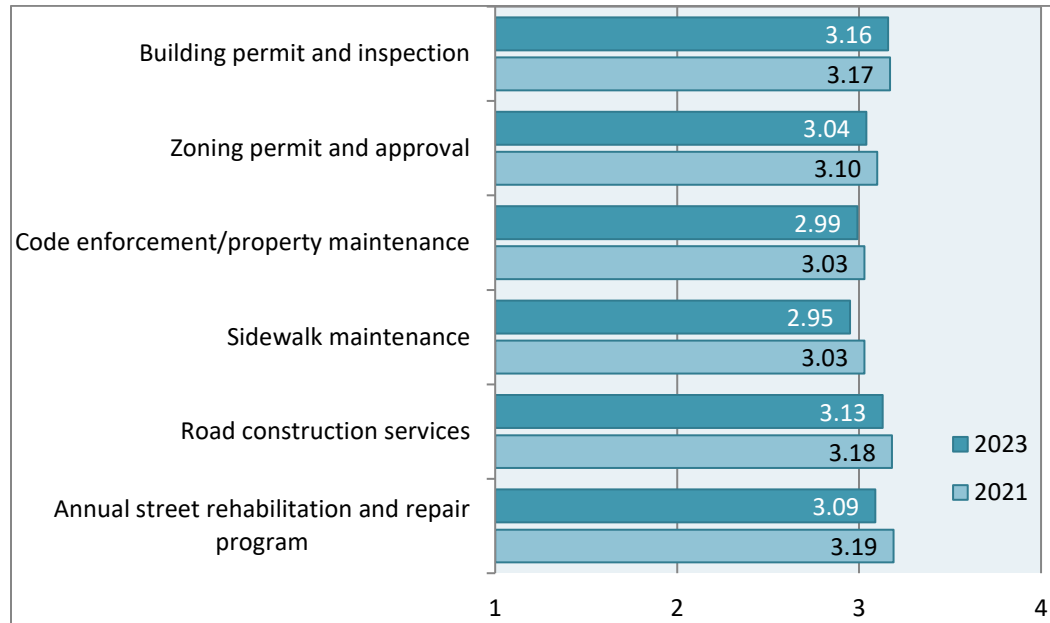 Building permit and inspection
3.16
3.17
Zoning permit and approval
3.04
3.10
Code enforcement/property maintenance
2.99
3.03
Sidewalk maintenance
2.95
3.03
Road construction services
3.13
3.18
Annual street rehabilitation and repair
program
3.09
3.19
2023
2021
1 2 3 4